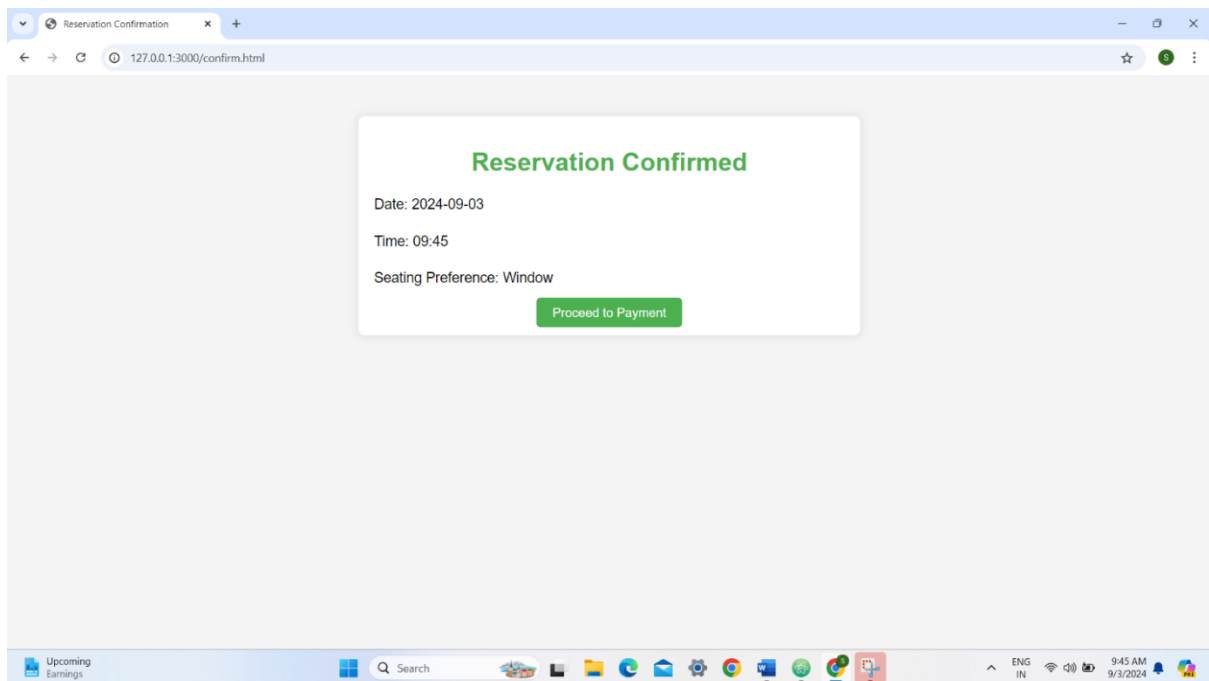 Reservation Confirmation
127.0.0.1:3000/confirm.html
S
Reservation Confirmed
Date: 2024-09-03
Time: 09:45
Seating Preference: Window
Proceed to Payment
Upcoming
Earnings
Search
ENG
IN
9:45 AM
9/3/2024